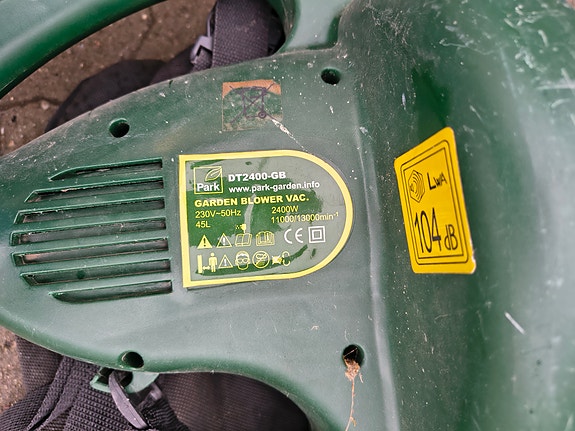 Park
DT2400-GB
www.park-garden.info
GARDEN BLOWER VAC.
230V~50Hz 2400W
45L 11000/13000min-1
CE
LWA
104 dB